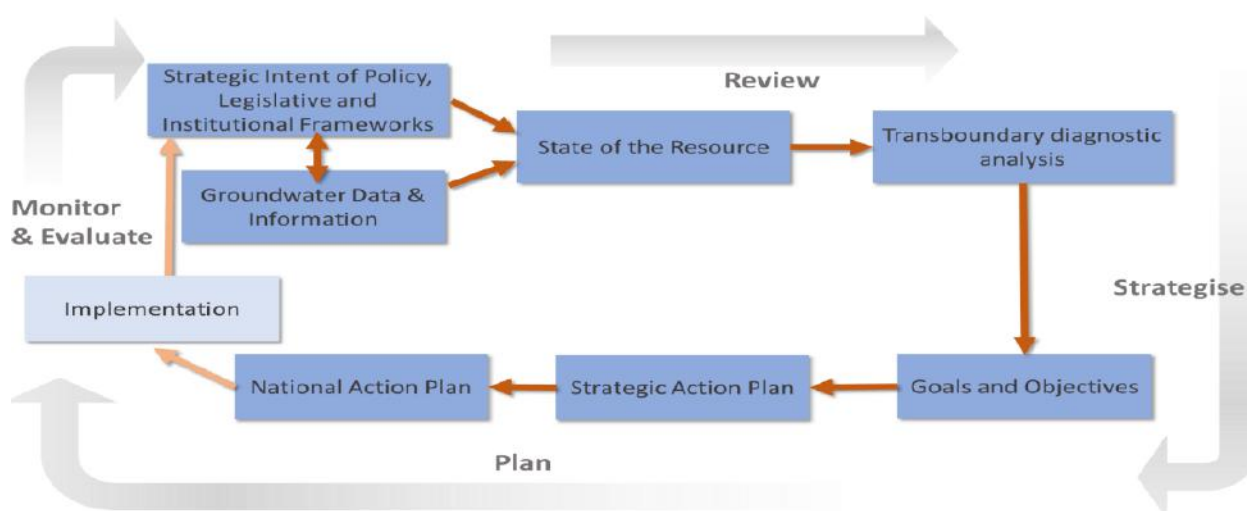 Review
Strategic Intent of Policy,
Legislative and
Institutional Frameworks
State of the Resource
Transboundary diagnostic
analysis
Groundwater Data &
Information
Monitor
& Evaluate
Implementation
Strategise
National Action Plan
Strategic Action Plan
Goals and Objectives
Plan